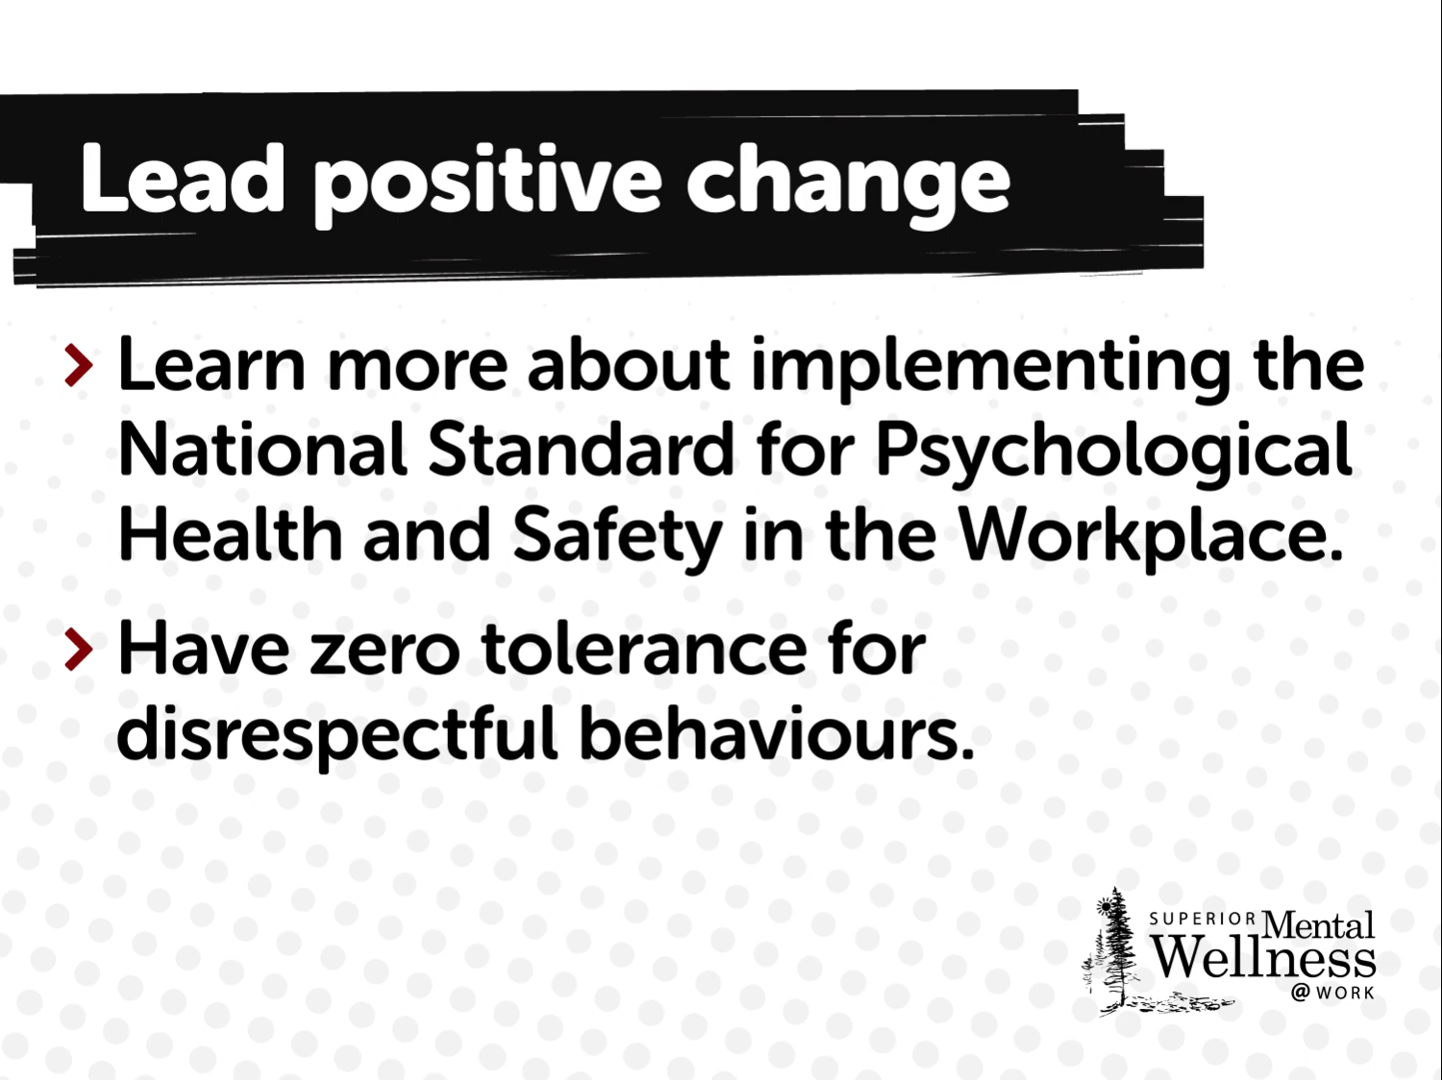 Lead positive change
Learn more about implementing the
National Standard for Psychological
Health and Safety in the Workplace.
Have zero tolerance for
disrespectful behaviours.
SUPERIOR Mental
Wellness
@ WORK